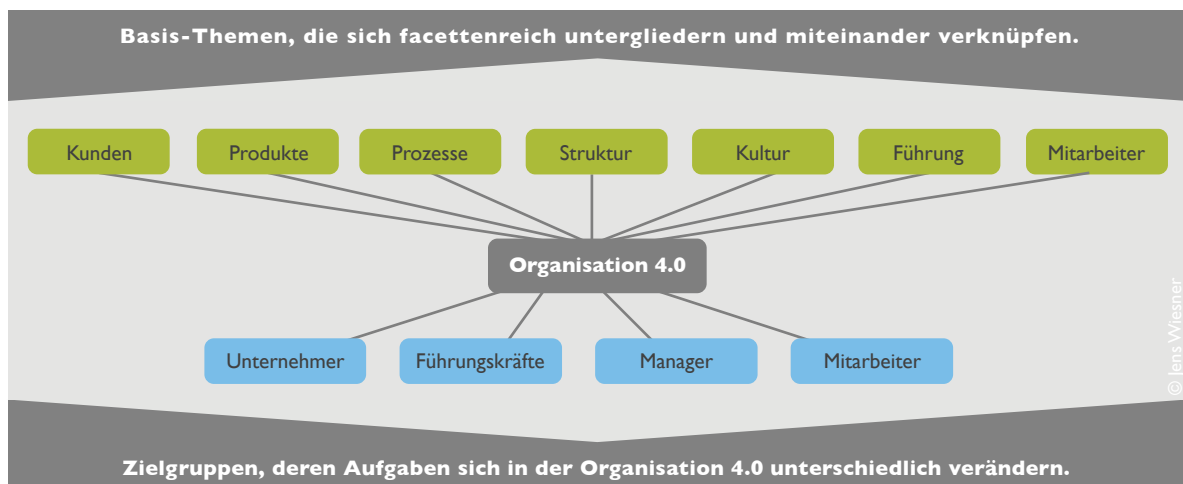 Basis-Themen, die sich facettenreich untergliedern und miteinander verknüpfen.
Kunden
Produkte
Prozesse
Struktur
Kultur
Führung
Mitarbeiter
Organisation 4.0
Unternehmer
Führungskräfte
Manager
Mitarbeiter
© Jens Wiesner
Zielgruppen, deren Aufgaben sich in der Organisation 4.0 unterschiedlich verändern.